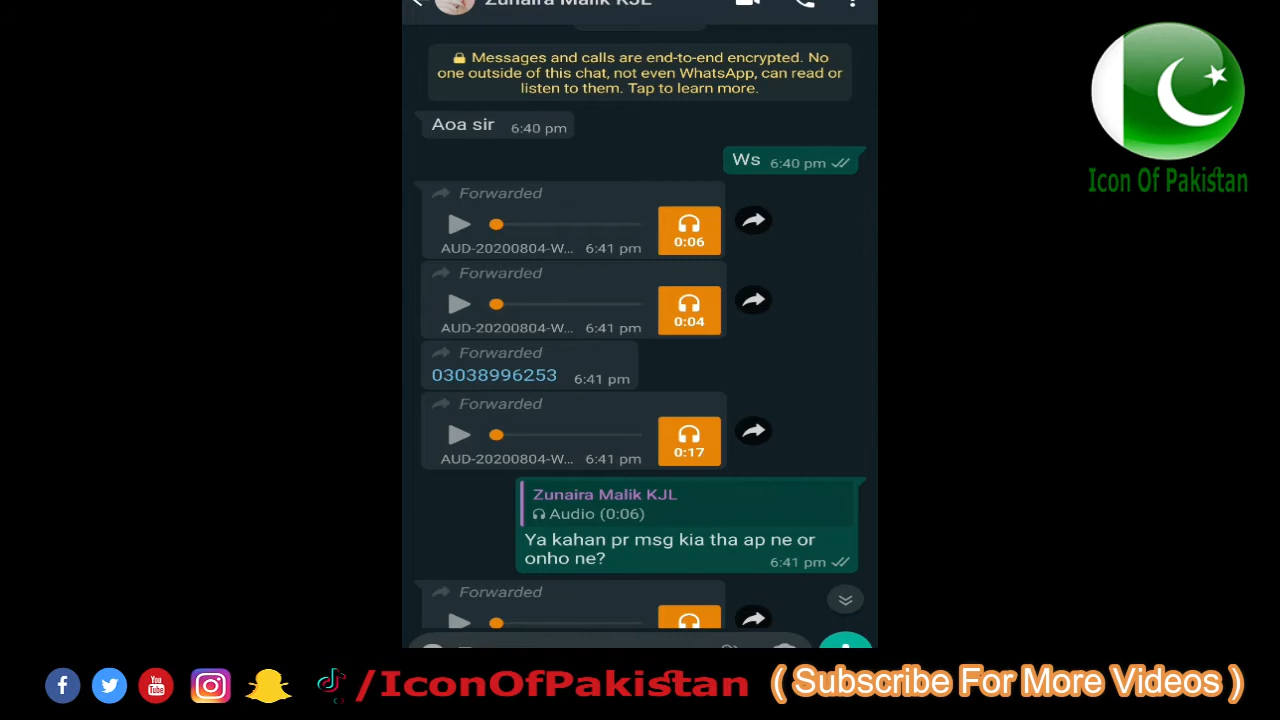 Zunaira Malik KJL
Messages and calls are end-to-end encrypted. No
one outside of this chat, not even WhatsApp, can read or
listen to them. Tap to learn more.
Aoa sir 6:40 pm
Ws 6:40 pm
Forwarded
0:06
AUD-20200804-W... 6:41 pm
Forwarded
0:04
AUD-20200804-W... 6:41 pm
Forwarded
03038996253 6:41 pm
Forwarded
0:17
AUD-20200804-W... 6:41 pm
Zunaira Malik KJL
Audio (0:06)
Ya kahan pr msg kia tha ap ne or
onho ne?
6:41 pm
Forwarded
Icon Of Pakistan
You Tube
/IconOfPakistan
( Subscribe For More Videos )